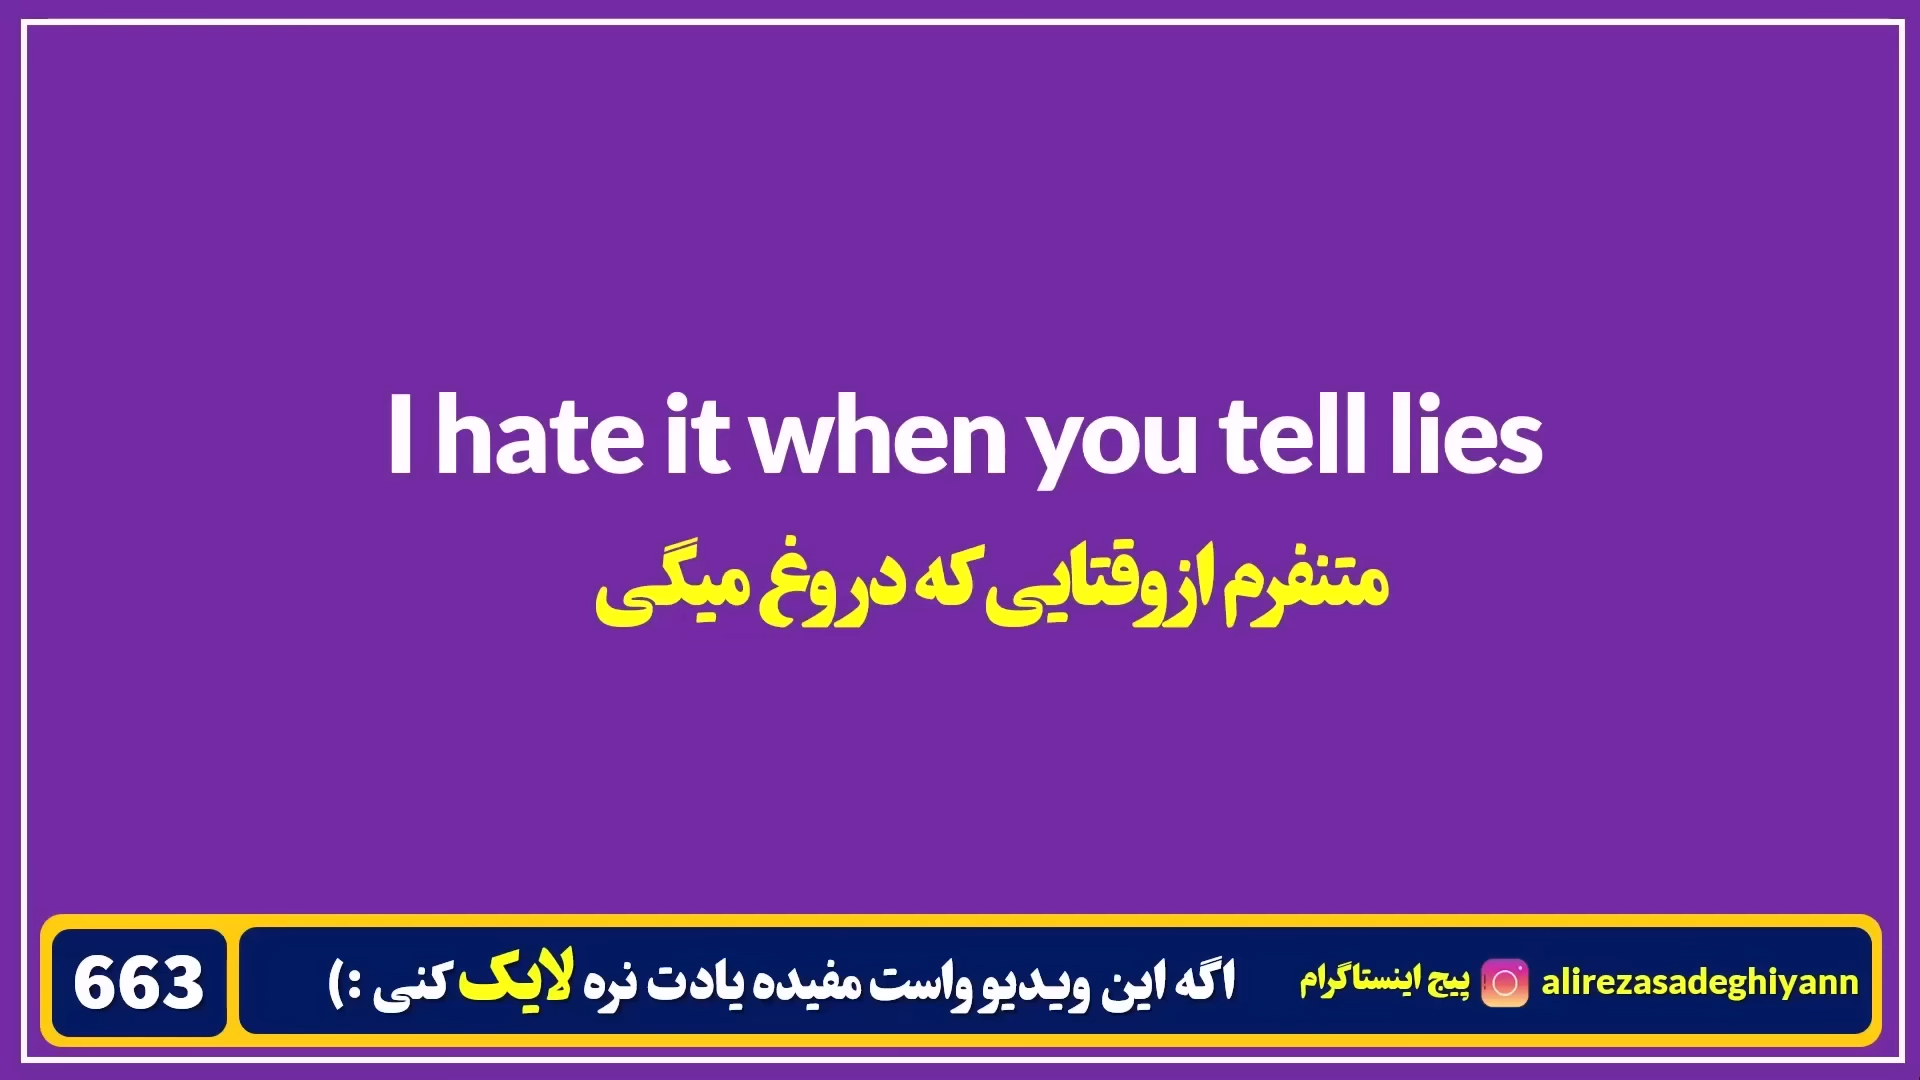 I hate it when you tell lies
متنفرم از وقتایی که دروغ میگی
663
اگه این ویدیو واست مفیده یادت نره لایک کنی :)
پیج اینستاگرام alirezasadeghiyann